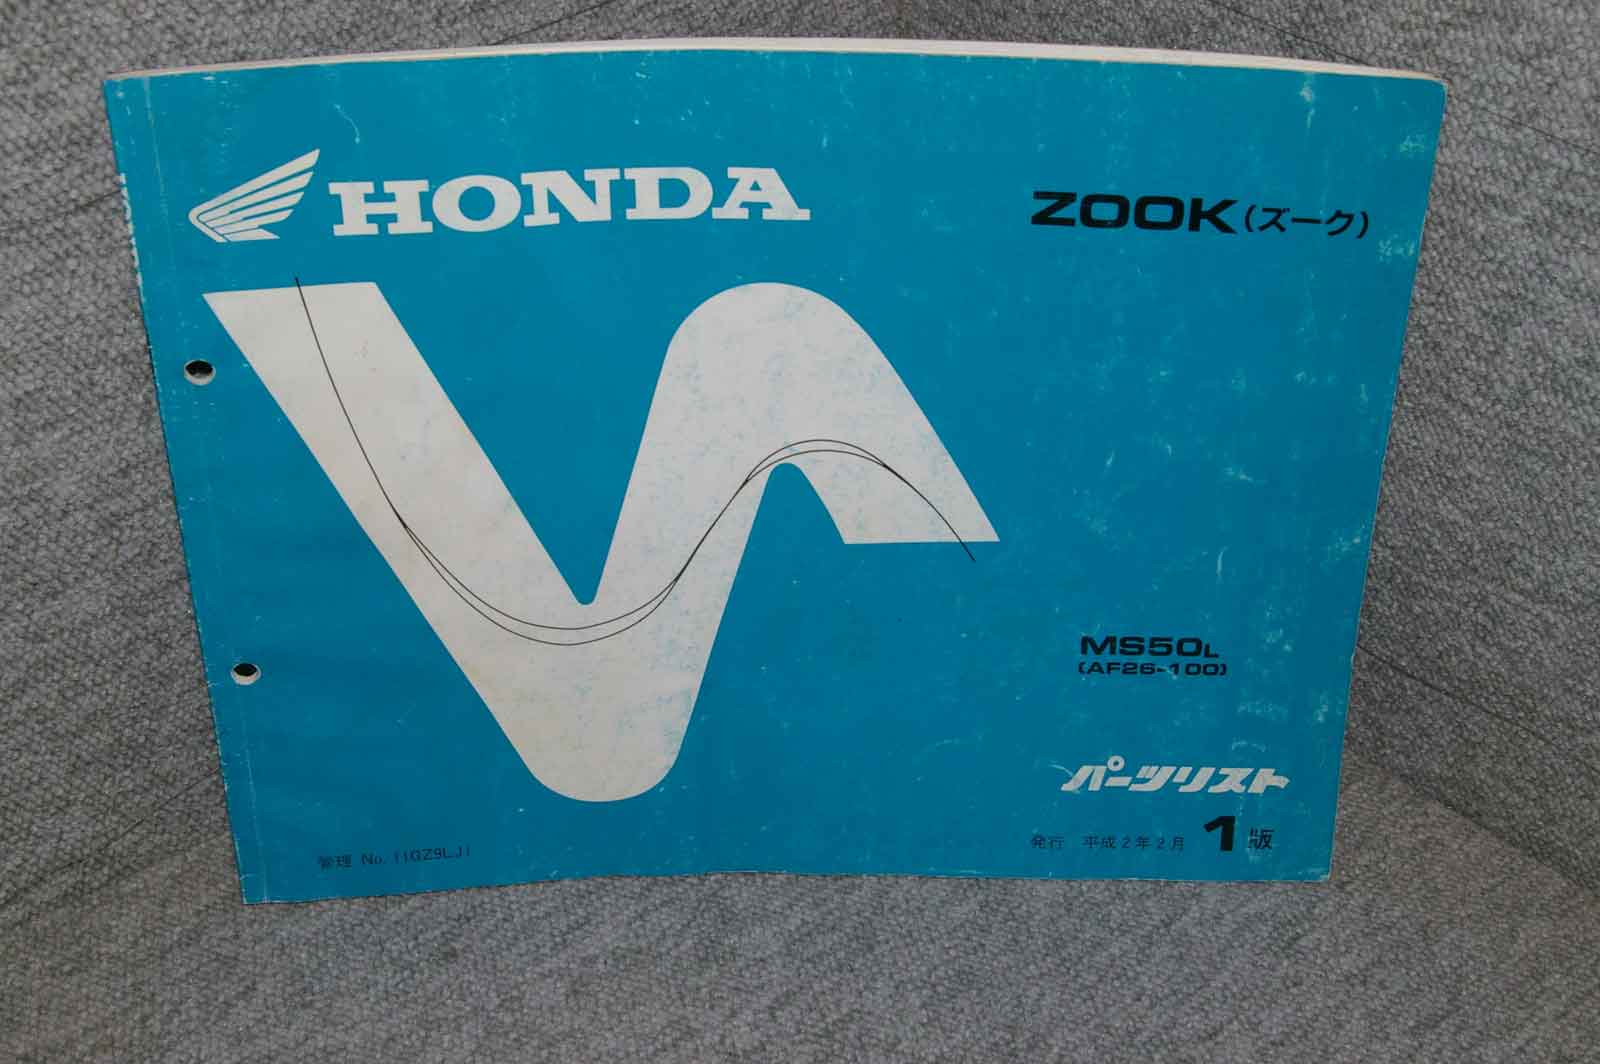 HONDA
ZOOK(ズーク)
MS50L
(AF26-100)
パーツリスト
発行 平成2年2月 1版
管理 No. 11GZ9LJ1